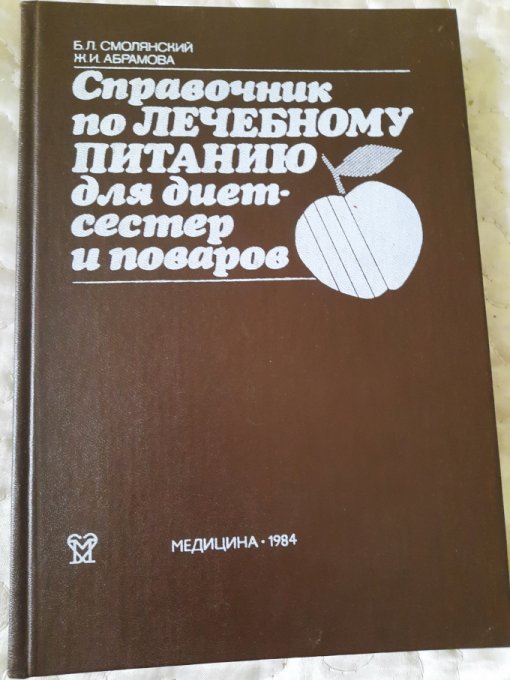 Б.Л. СМОЛЯНСКИЙ
Ж.И. АБРАМОВА
Справочник
по ЛЕЧЕБНОМУ
ПИТАНИЮ
для диет-
сестер
и поваров
МЕДИЦИНА · 1984